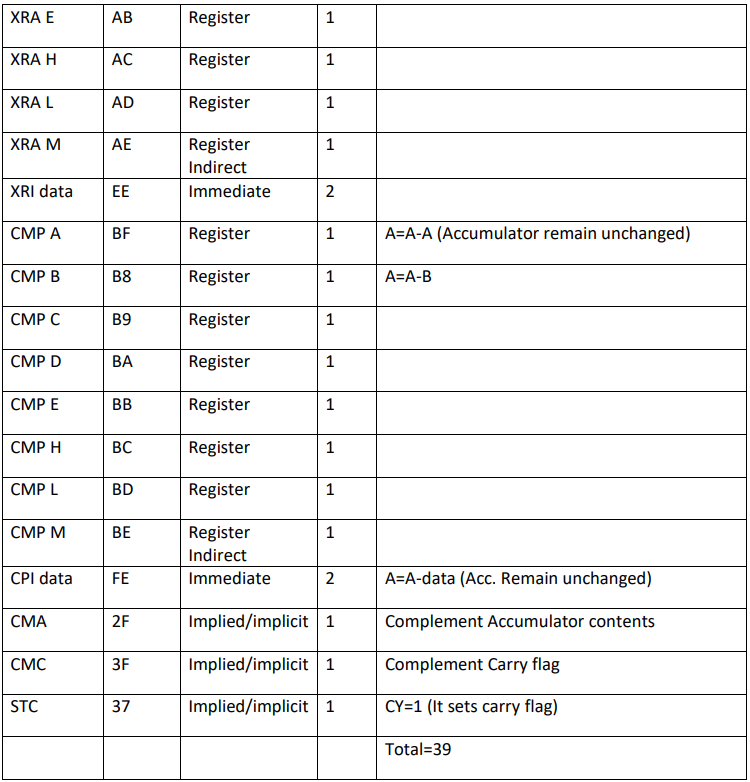 XRA E AB Register 1
XRA H AC Register 1
XRA L AD Register 1
XRA M AE Register 1
Indirect
XRI data EE Immediate 2
CMP A BF Register 1 A=A-A (Accumulator remain unchanged)
CMP B B8 Register 1 A=A-B
CMP C B9 Register 1
CMP D BA Register 1
CMP E BB Register 1
CMP H BC Register 1
CMP L BD Register 1
CMP M BE Register 1
Indirect
CPI data FE Immediate 2 A=A-data (Acc. Remain unchanged)
CMA 2F Implied/implicit 1 Complement Accumulator contents
CMC 3F Implied/implicit 1 Complement Carry flag
STC 37 Implied/implicit 1 CY=1 (It sets carry flag)
Total=39